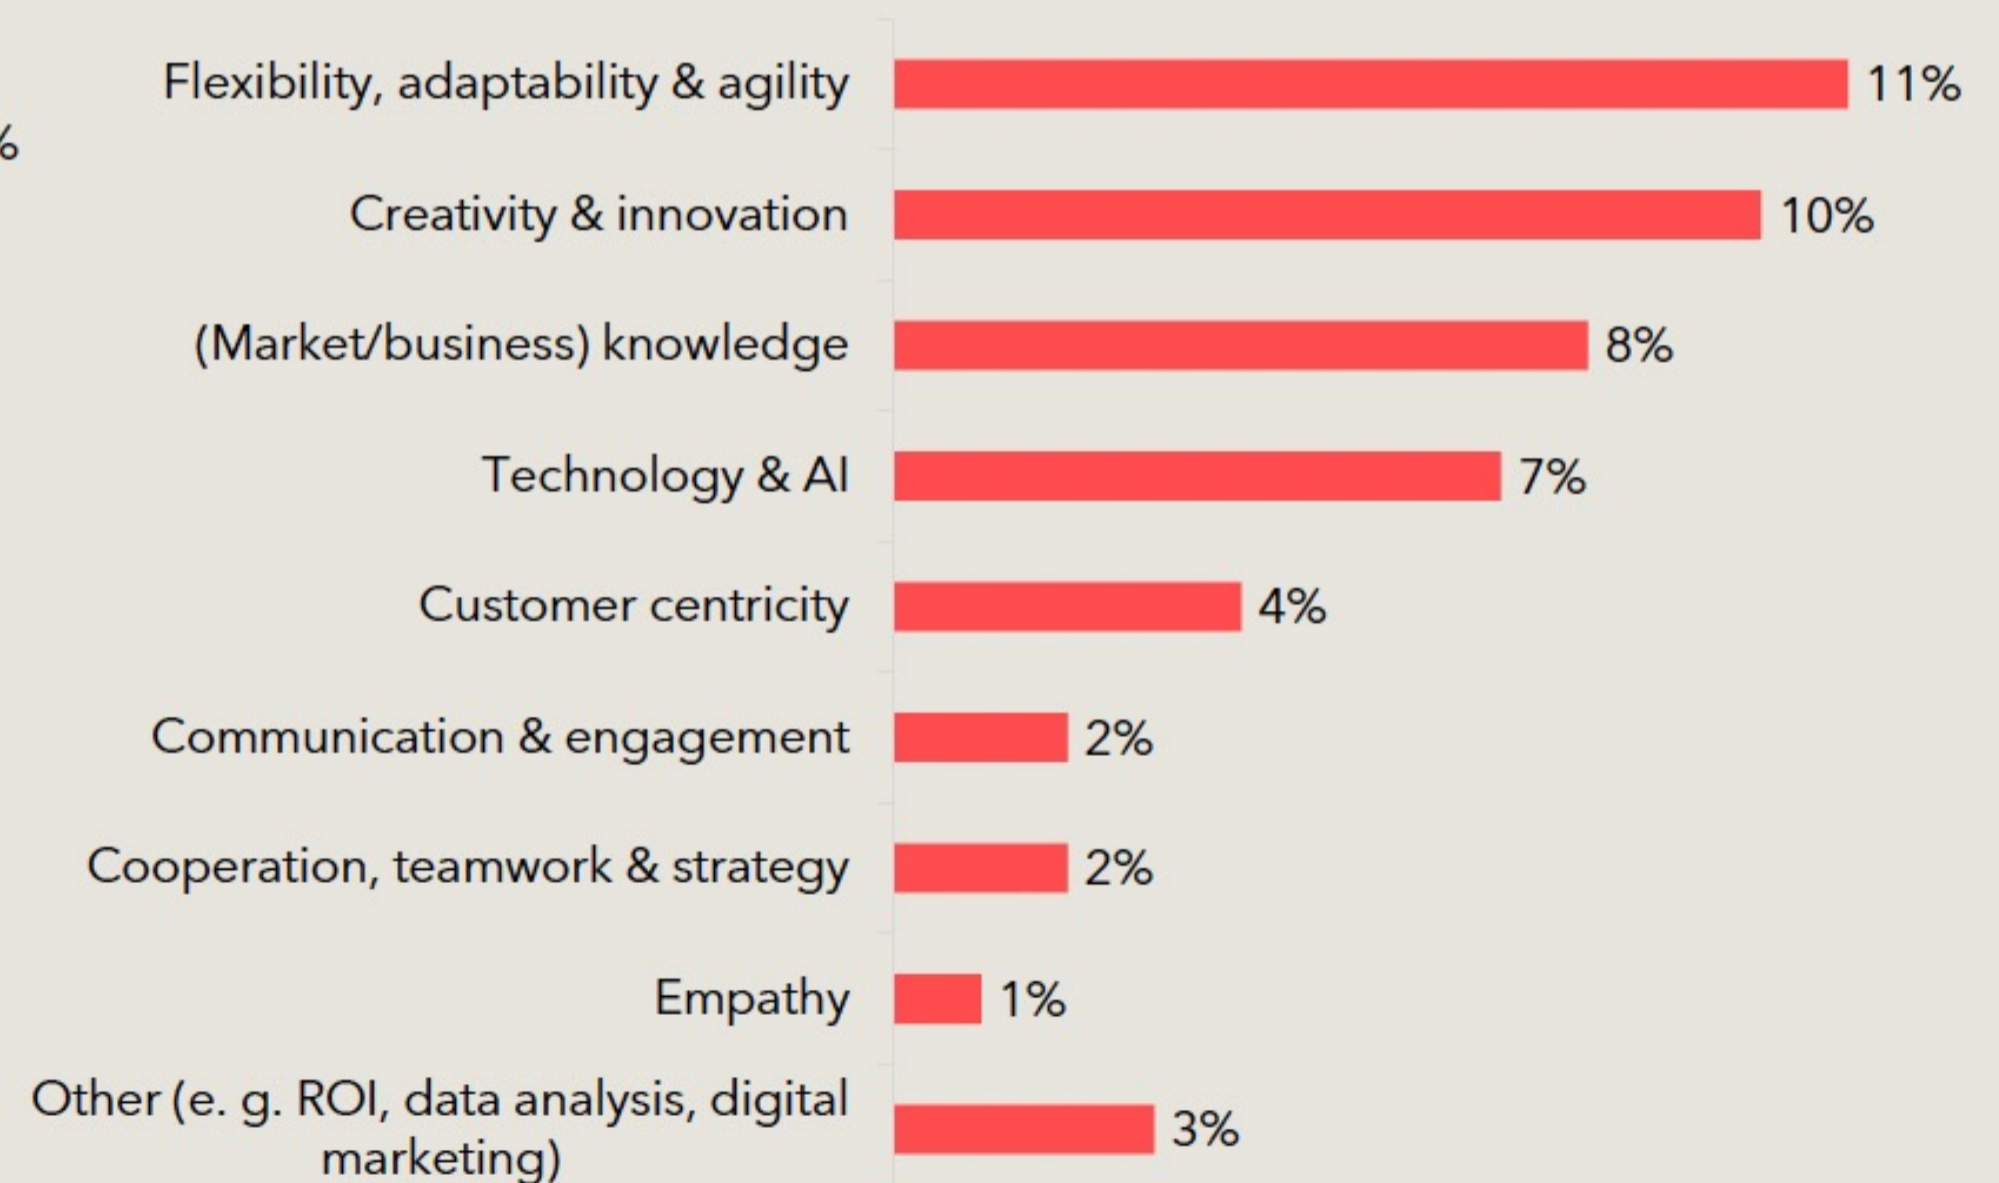 Flexibility, adaptability & agility 11%
%
Creativity & innovation 10%
(Market/business) knowledge 8%
Technology & AI 7%
Customer centricity 4%
Communication & engagement 2%
Cooperation, teamwork & strategy 2%
Empathy 1%
Other (e. g. ROI, data analysis, digital
marketing) 3%